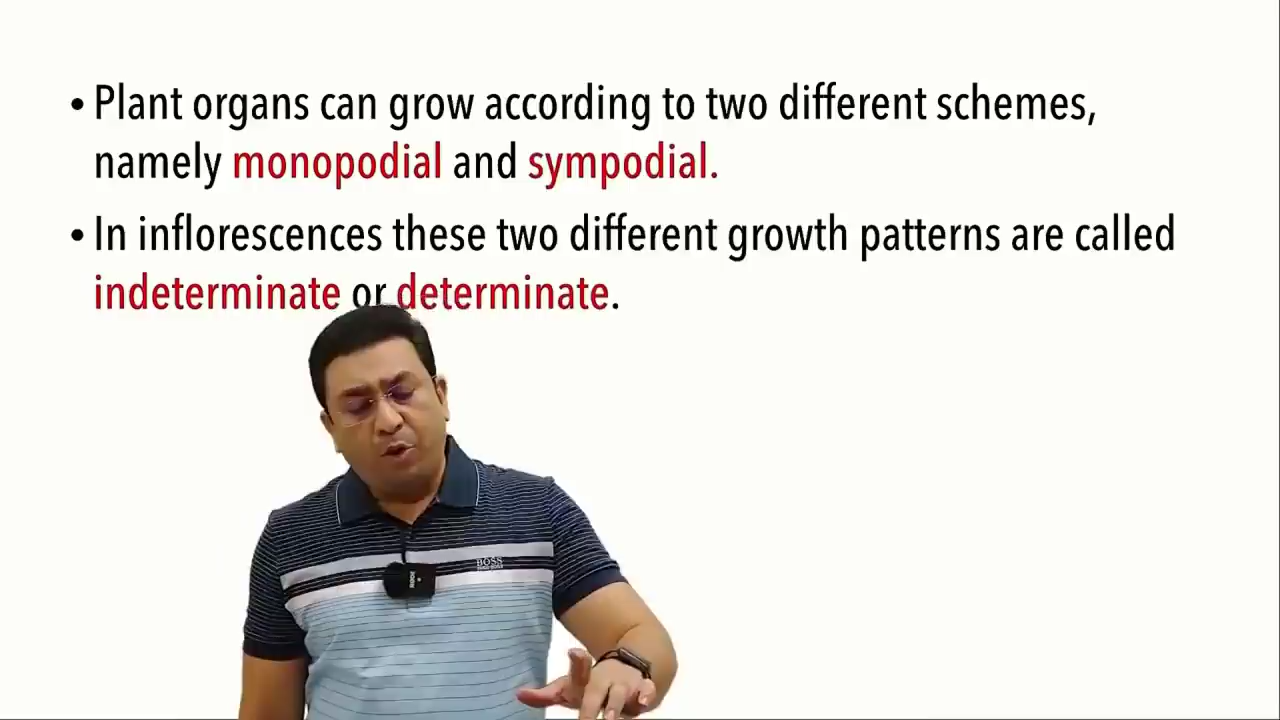 • Plant organs can grow according to two different schemes,
namely monopodial and sympodial.
• In inflorescences these two different growth patterns are called
indeterminate or determinate.
BOSS